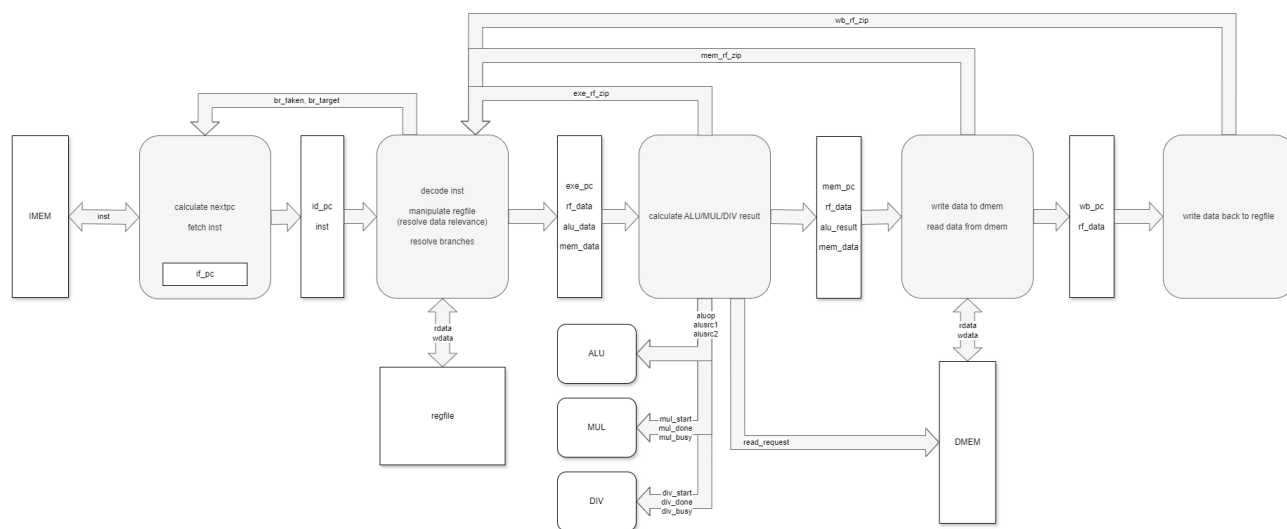 wb_rf_zip
mem_rf_zip
exe_rf_zip
br_taken, br_target
IMEM
inst
calculate nextpc
fetch inst
if_pc
id_pc
inst
decode inst
manipulate regfile
(resolve data relevance)
resolve branches
exe_pc
rf_data
alu_data
mem_data
calculate ALU/MUL/DIV result
mem_pc
rf_data
alu_result
mem_data
write data to dmem
read data from dmem
wb_pc
rf_data
write data back to regfile
rdata
wdata
regfile
aluop
alusrc1
alusrc2
ALU
mul_start
mul_done
mul_busy
MUL
div_start
div_done
div_busy
DIV
read_request
rdata
wdata
DMEM